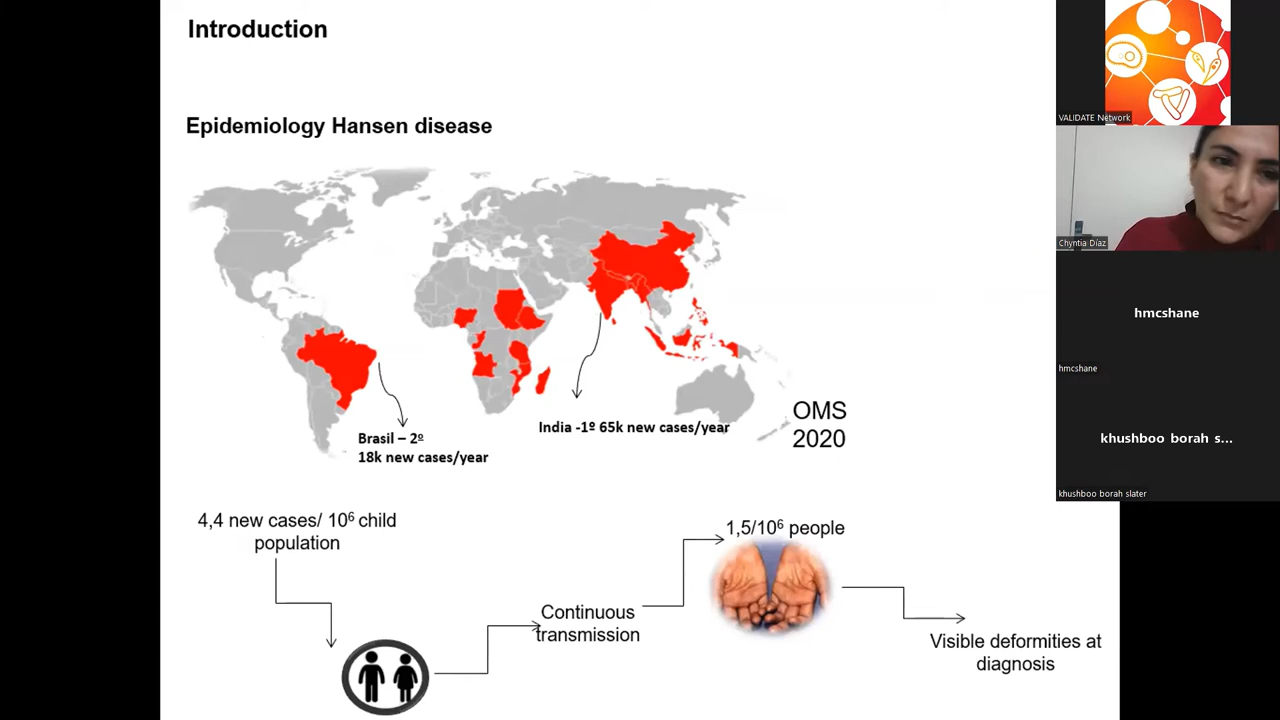 Introduction
Epidemiology Hansen disease
Brasil – 2º
18k new cases/year
India -1º 65k new cases/year
OMS
2020
4,4 new cases/ 10⁶ child
population
Continuous
transmission
1,5/10⁶ people
Visible deformities at
diagnosis
VALIDATE Network
Chyntia Díaz
hmcshane
hmcshane
khushboo borah s...
khushboo borah slater